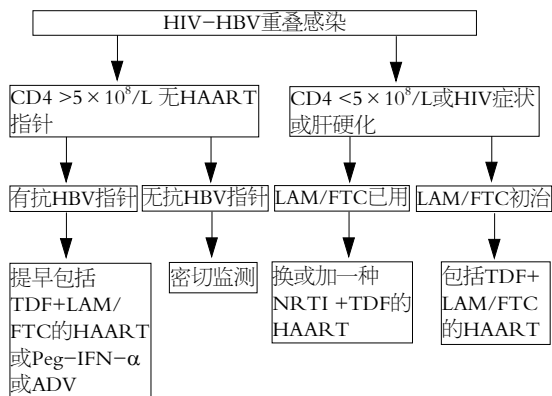 HIV-HBV重叠感染
CD4 >5×10⁸/L 无HAART
指针
CD4 <5×10⁸/L或HIV症状
或肝硬化
有抗HBV指针
无抗HBV指针
LAM/FTC已用
LAM/FTC初治
提早包括
TDF+LAM/
FTC的HAART
或Peg-IFN-α
或ADV
密切监测
换或加一种
NRTI +TDF的
HAART
包括TDF+
LAM/FTC
的HAART